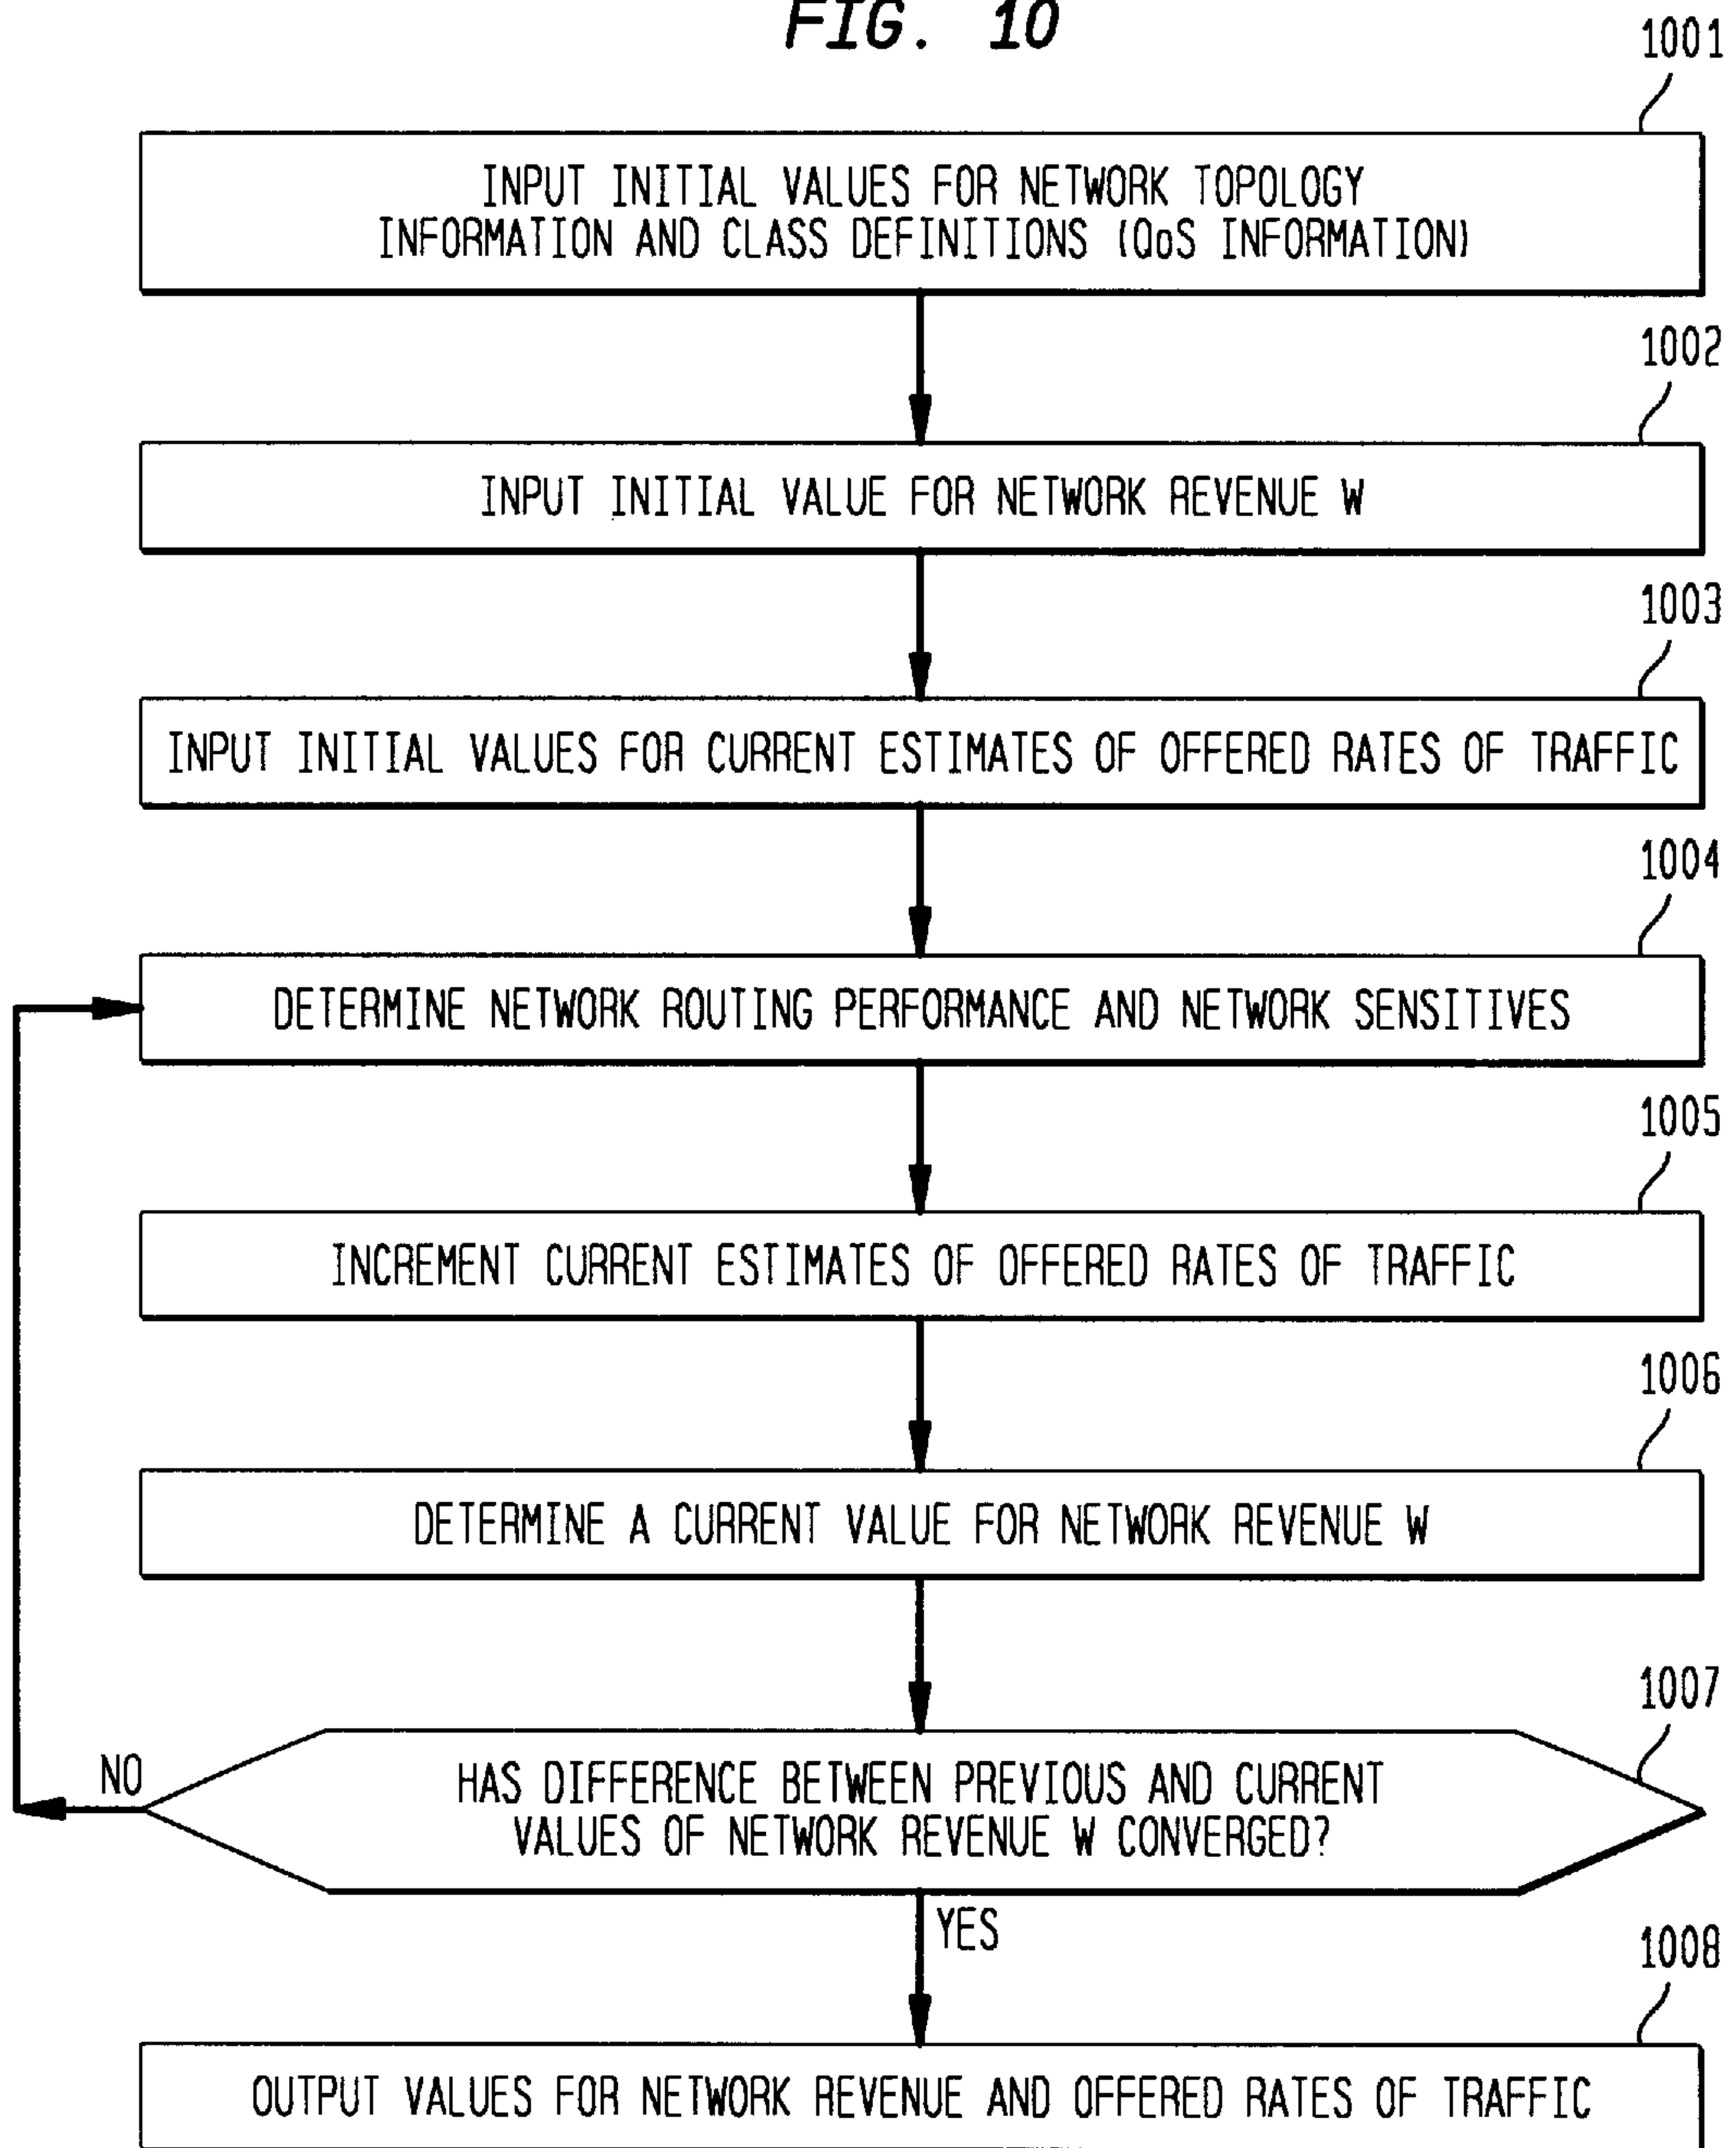 FIG. 10
1001
INPUT INITIAL VALUES FOR NETWORK TOPOLOGY
INFORMATION AND CLASS DEFINITIONS (QoS INFORMATION)
1002
INPUT INITIAL VALUE FOR NETWORK REVENUE W
1003
INPUT INITIAL VALUES FOR CURRENT ESTIMATES OF OFFERED RATES OF TRAFFIC
1004
DETERMINE NETWORK ROUTING PERFORMANCE AND NETWORK SENSITIVES
1005
INCREMENT CURRENT ESTIMATES OF OFFERED RATES OF TRAFFIC
1006
DETERMINE A CURRENT VALUE FOR NETWORK REVENUE W
1007
NO
HAS DIFFERENCE BETWEEN PREVIOUS AND CURRENT
VALUES OF NETWORK REVENUE W CONVERGED?
YES
1008
OUTPUT VALUES FOR NETWORK REVENUE AND OFFERED RATES OF TRAFFIC